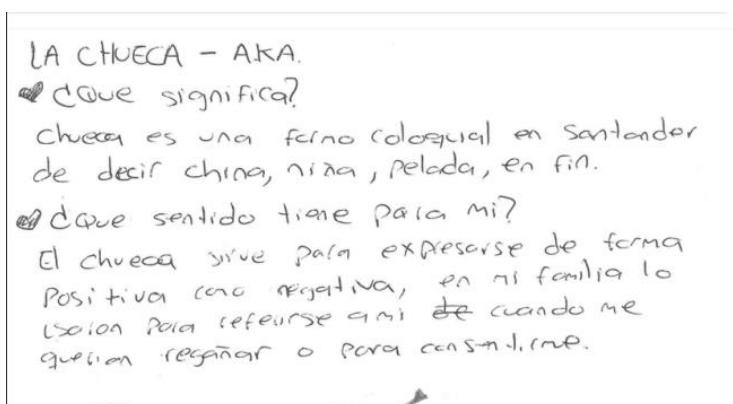 LA CHUECA - AKA.
¿Que significa?
Chueca es una forma coloquial en Santander
de decir china, niña, pelada, en fin.
¿Que sentido tiene para mi?
El chueca sirve para expresarse de forma
Positiva como negativa, en mi familia lo
usaion Para referirse a mi de cuando me
querian regañar o para consentirme.